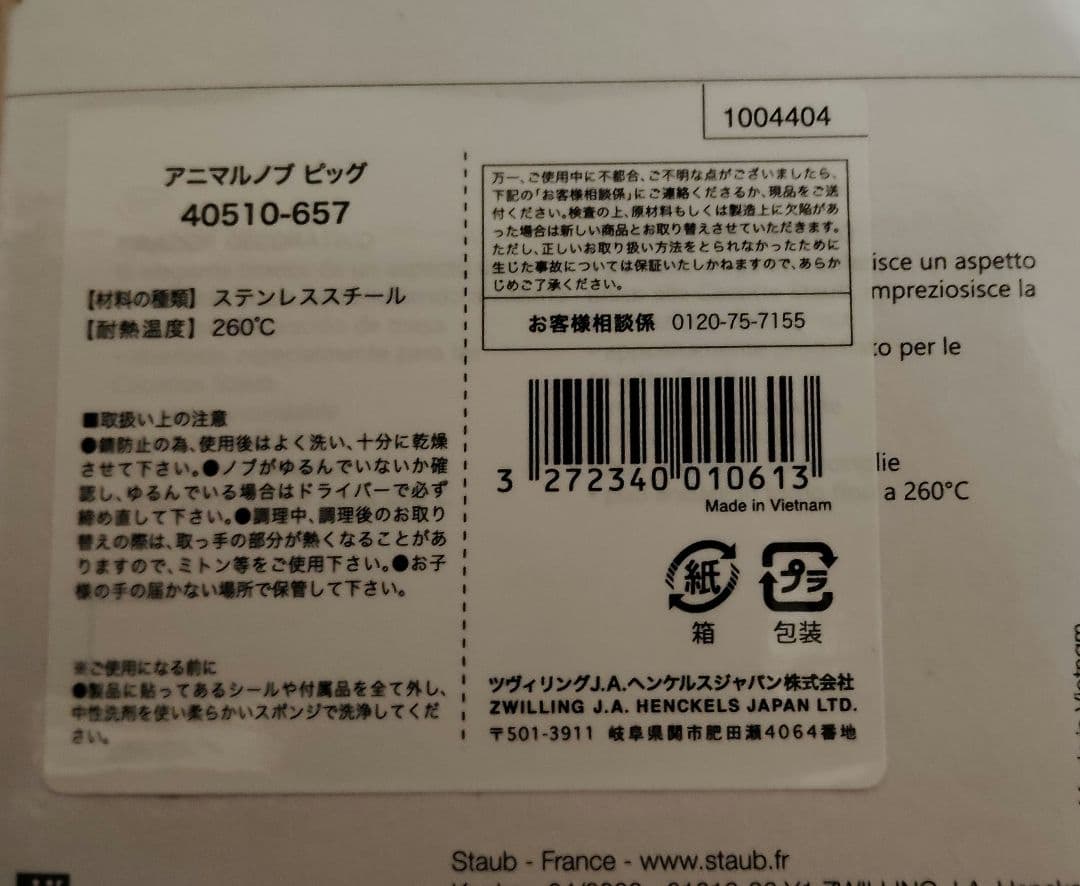 1004404
アニマルノブ ピッグ
40510-657
【材料の種類】 ステンレススチール
【耐熱温度】 260℃
■取扱い上の注意
●錆防止の為、使用後はよく洗い、十分に乾燥
させて下さい。●ノブがゆるんでいないか確
認し、ゆるんでいる場合はドライバーで必ず
締め直して下さい。●調理中、調理後のお取り
替えの際は、取っ手の部分が熱くなることがあ
りますので、ミトン等をご使用下さい。●お子
様の手の届かない場所で保管して下さい。
※ご使用になる前に
●製品に貼ってあるシールや付属品を全て外し、
中性洗剤を使い柔らかいスポンジで洗浄してくだ
さい。
万一、ご使用中に不都合、ご不明な点がございましたら、
下記の「お客様相談係」にご連絡くださるか、現品をご送
付ください。検査の上、原材料もしくは製造上に欠陥があ
った場合は新しい商品とお取り替えさせていただきます。
ただし、正しいお取り扱い方法をとられなかったために
生じた事故については保証いたしかねますので、あらか
じめご了承ください。
お客様相談係 0120-75-7155
3 272340 010613
Made in Vietnam
紙 プラ
箱 包装
ツヴィリングJ.A.ヘンケルスジャパン株式会社
ZWILLING J.A. HENCKELS JAPAN LTD.
〒501-3911 岐阜県関市肥田瀬4064番地
isce un aspetto
mpreziosisce la
to per le
lie
a 260°C
Staub - France - www.staub.fr